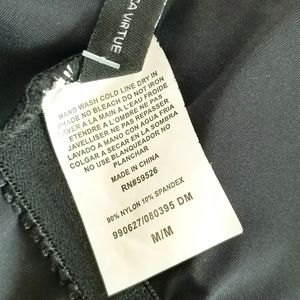 A VIRTUE
HAND WASH COLD LINE DRY IN
SHADE NO BLEACH DO NOT IRON
LAVER A LA MAIN A L'EAU FROIDE
ETENDRE A L'OMBRE NE PAS
JAVELLISER NE PAS REPASSER
LAVADO A MANO CON AGUA FRIA
COLGAR A SECAR EN LA SOMBRA
NO USE BLANQUEADOR NO
PLANCHAR
MADE IN CHINA
RN#59526
90% NYLON 10% SPANDEX
990627/080395 DM
M/M